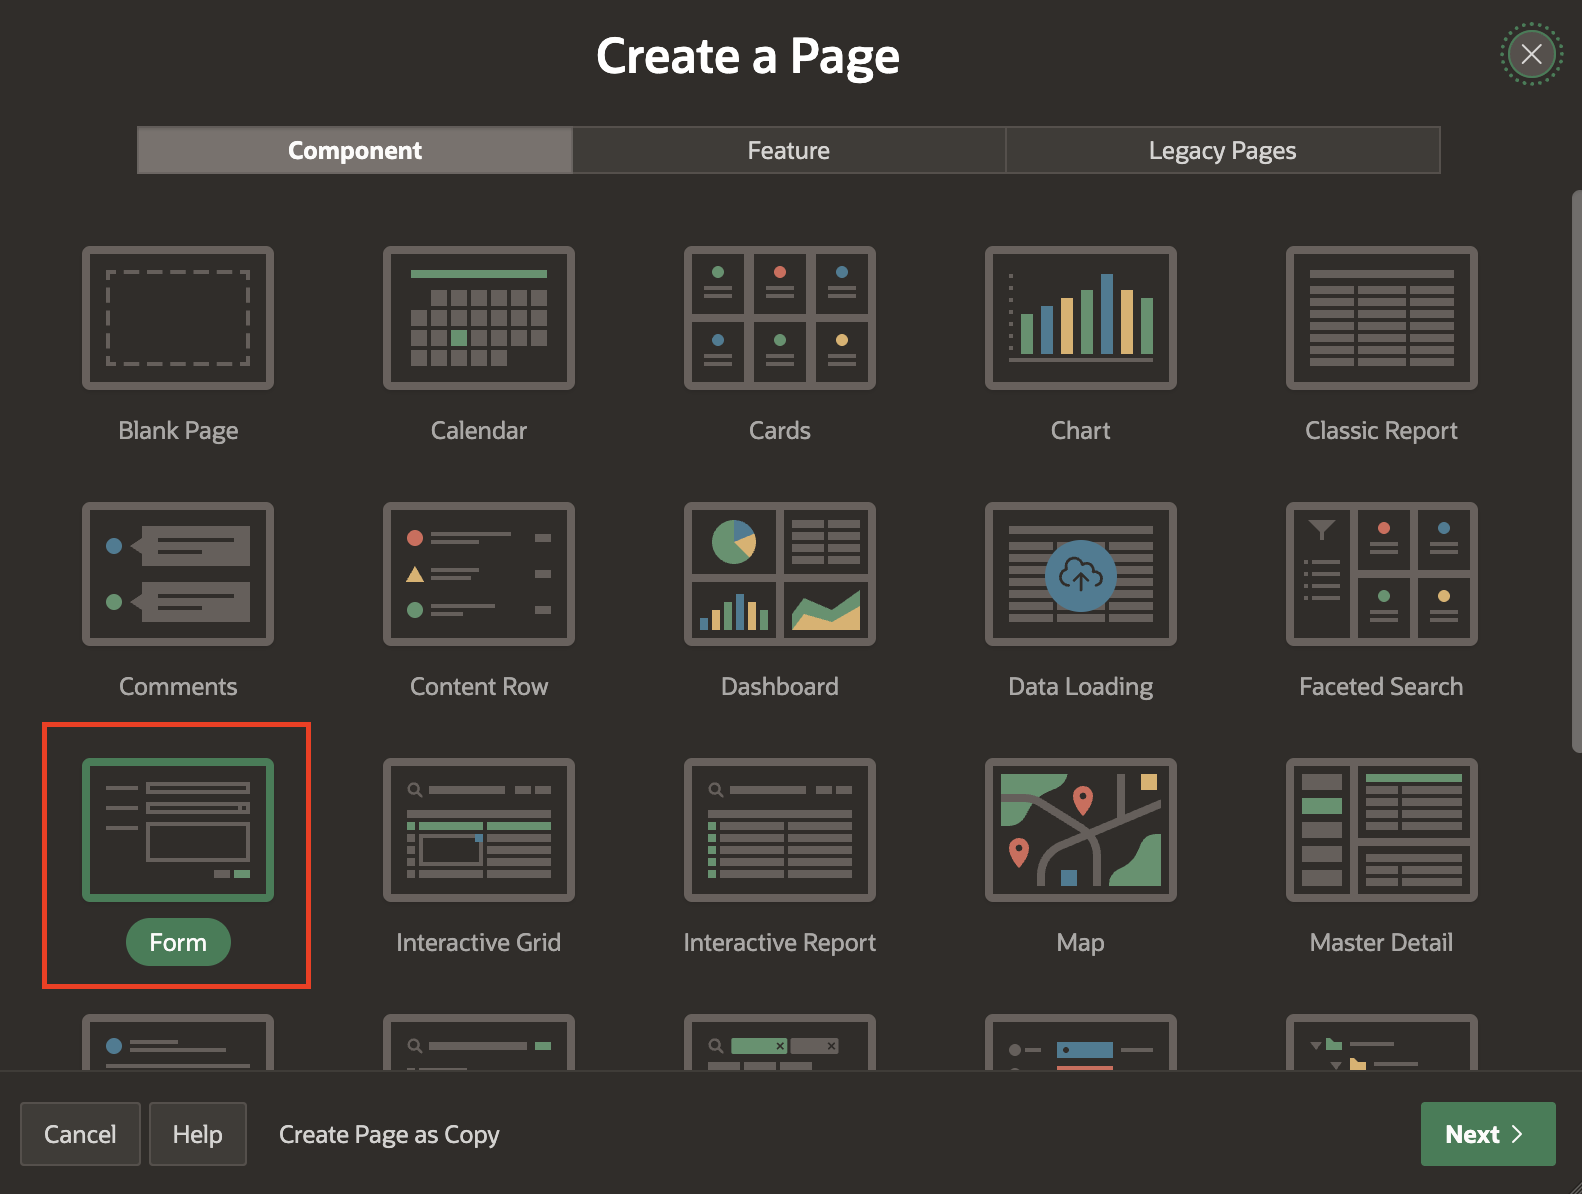 Create a Page
Component
Feature
Legacy Pages
Blank Page
Calendar
Cards
Chart
Classic Report
Comments
Content Row
Dashboard
Data Loading
Faceted Search
Form
Interactive Grid
Interactive Report
Map
Master Detail
Cancel
Help
Create Page as Copy
Next